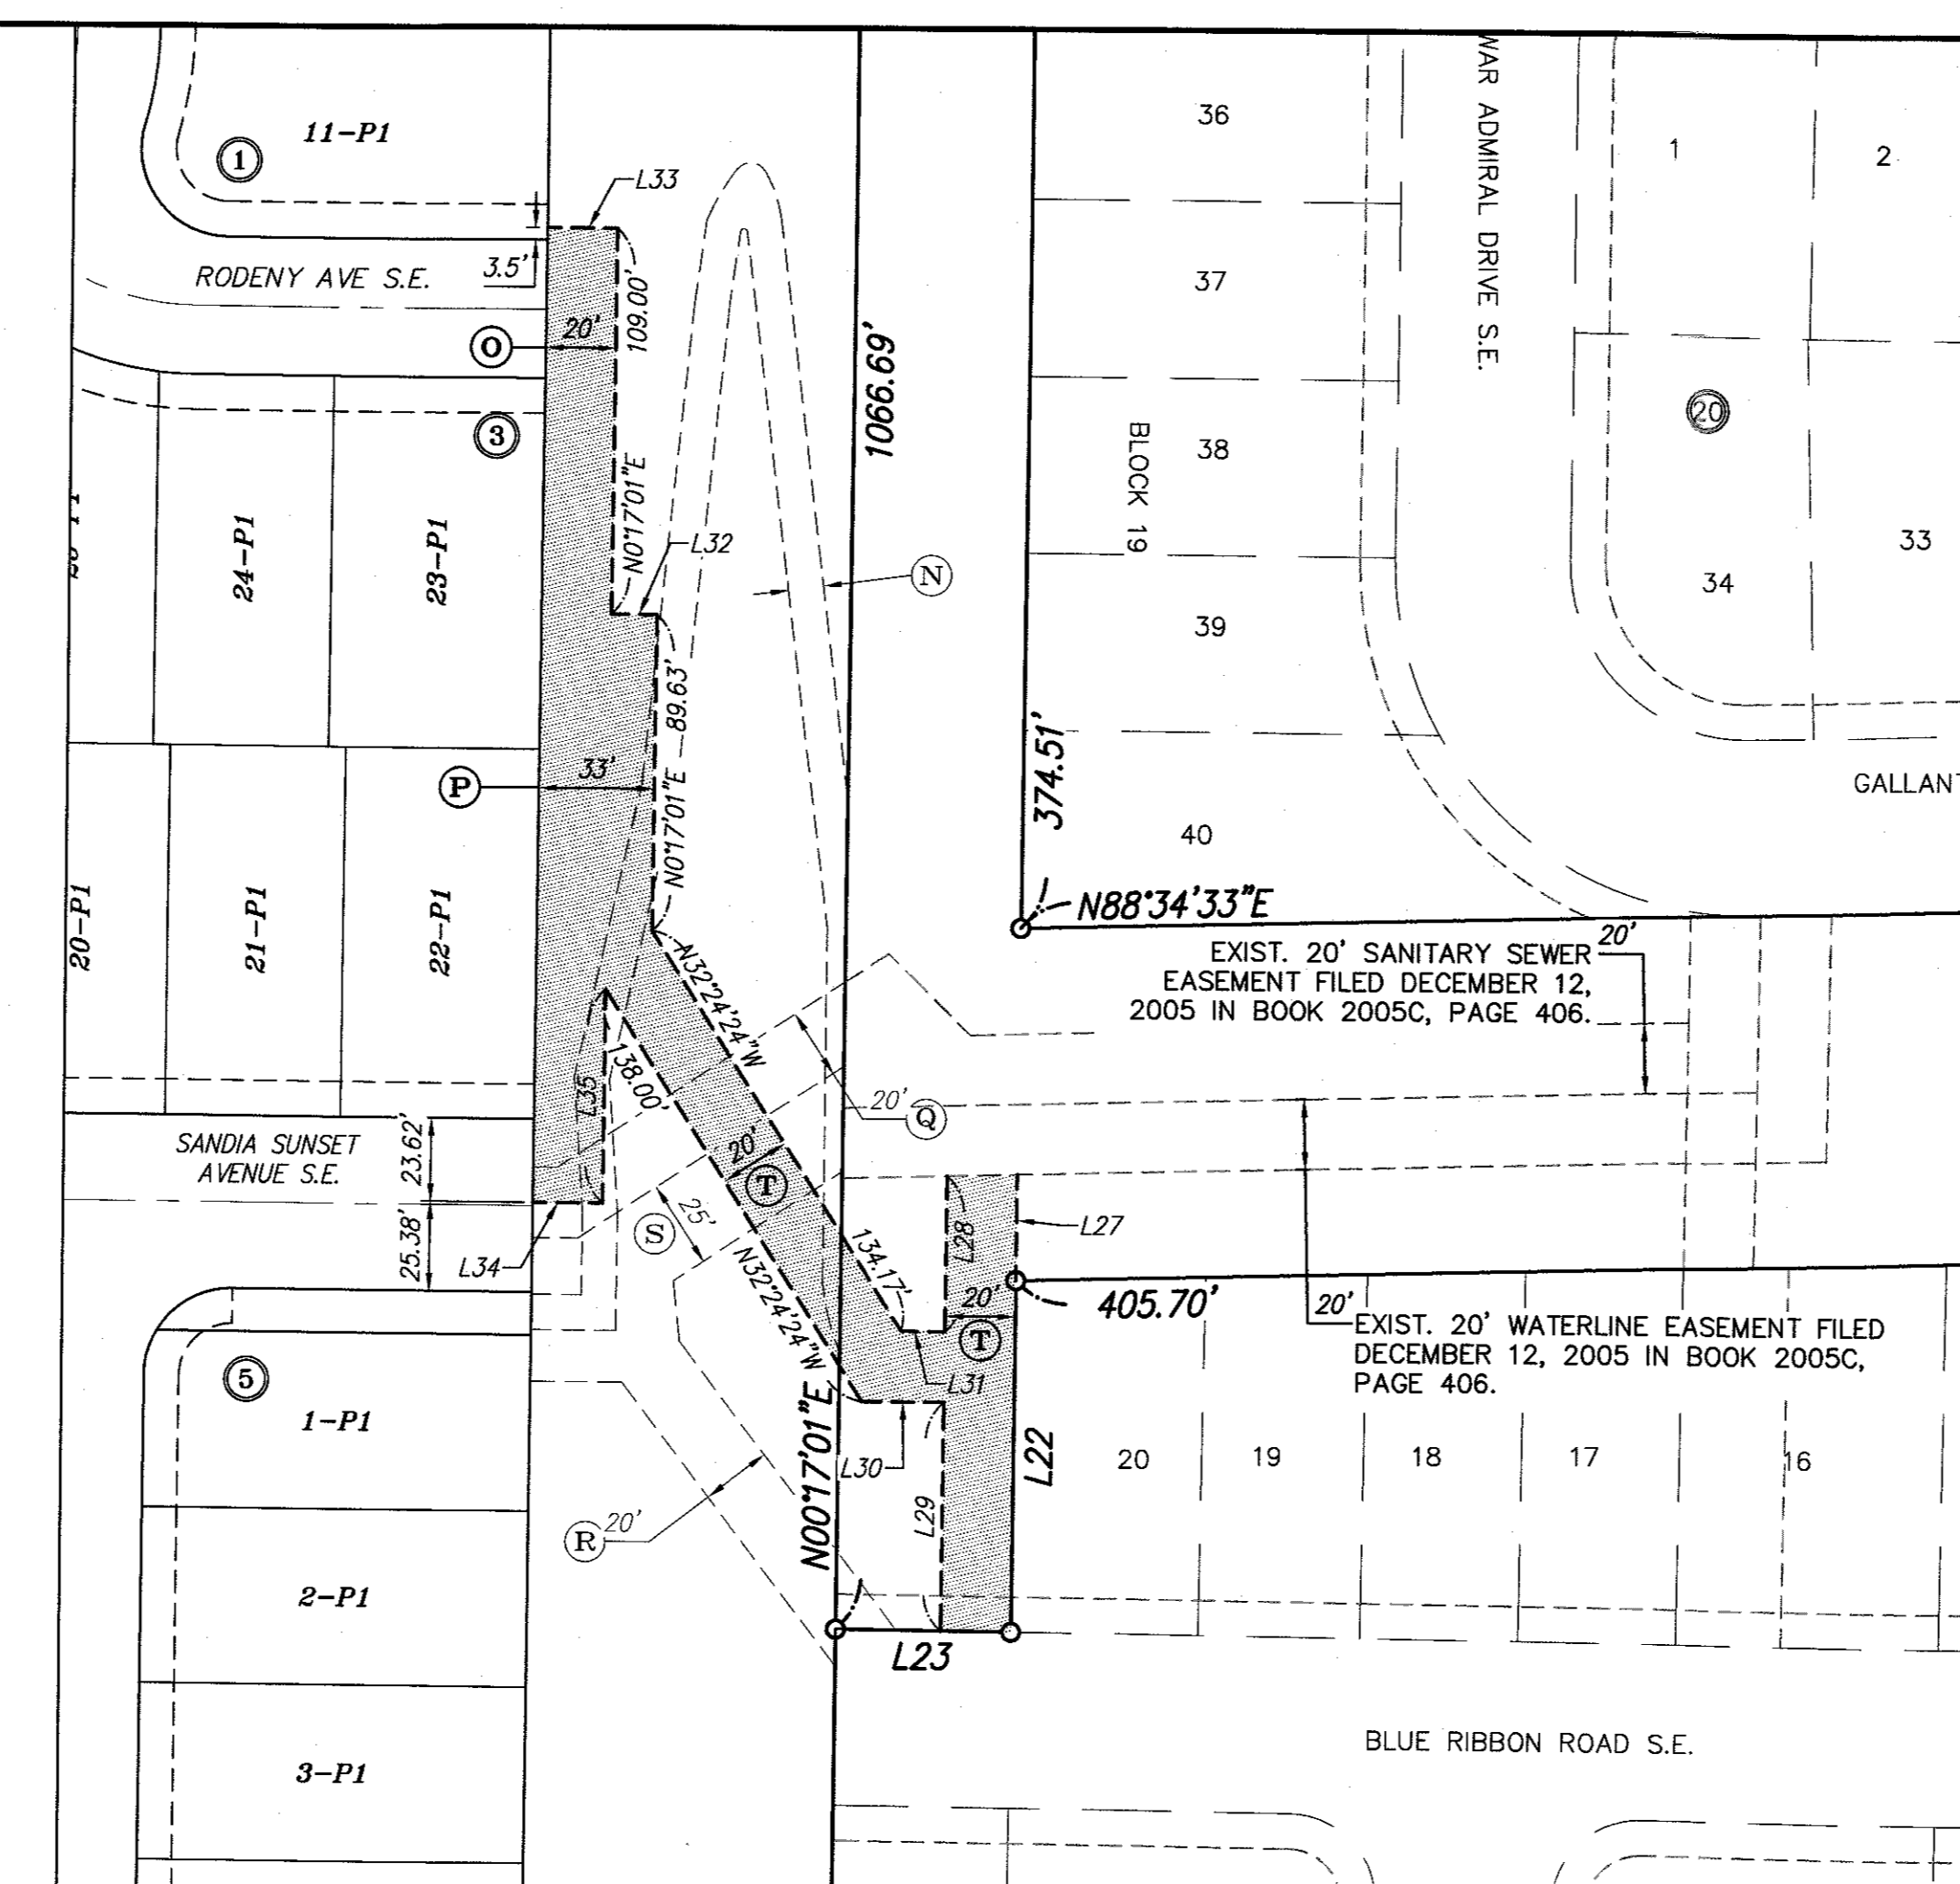 11-P1
1
L33
3.5'
RODENY AVE S.E.
109.00'
20'
O
3
N0°17'01"E
L32
24-P1
23-P1
1066.69'
N
89.63'
33'
P
N0°17'01"E
20-P1
21-P1
22-P1
36
37
38
39
40
BLOCK 19
WAR ADMIRAL DRIVE S.E.
1
2
20
33
34
374.51'
GALLANT
N88°34'33"E
EXIST. 20' SANITARY SEWER
EASEMENT FILED DECEMBER 12,
2005 IN BOOK 2005C, PAGE 406.
20'
N32°24'24"W
138.00'
L35
20'
Q
20'
T
SANDIA SUNSET
AVENUE S.E.
23.62'
25.38'
L34
S
25'
N32°24'24"W
134.17'
L28
L27
20'
T
405.70'
20'
EXIST. 20' WATERLINE EASEMENT FILED
DECEMBER 12, 2005 IN BOOK 2005C,
PAGE 406.
L31
5
1-P1
L30
N00°17'01"E
L29
L22
20
19
18
17
16
R
20'
2-P1
L23
3-P1
BLUE RIBBON ROAD S.E.